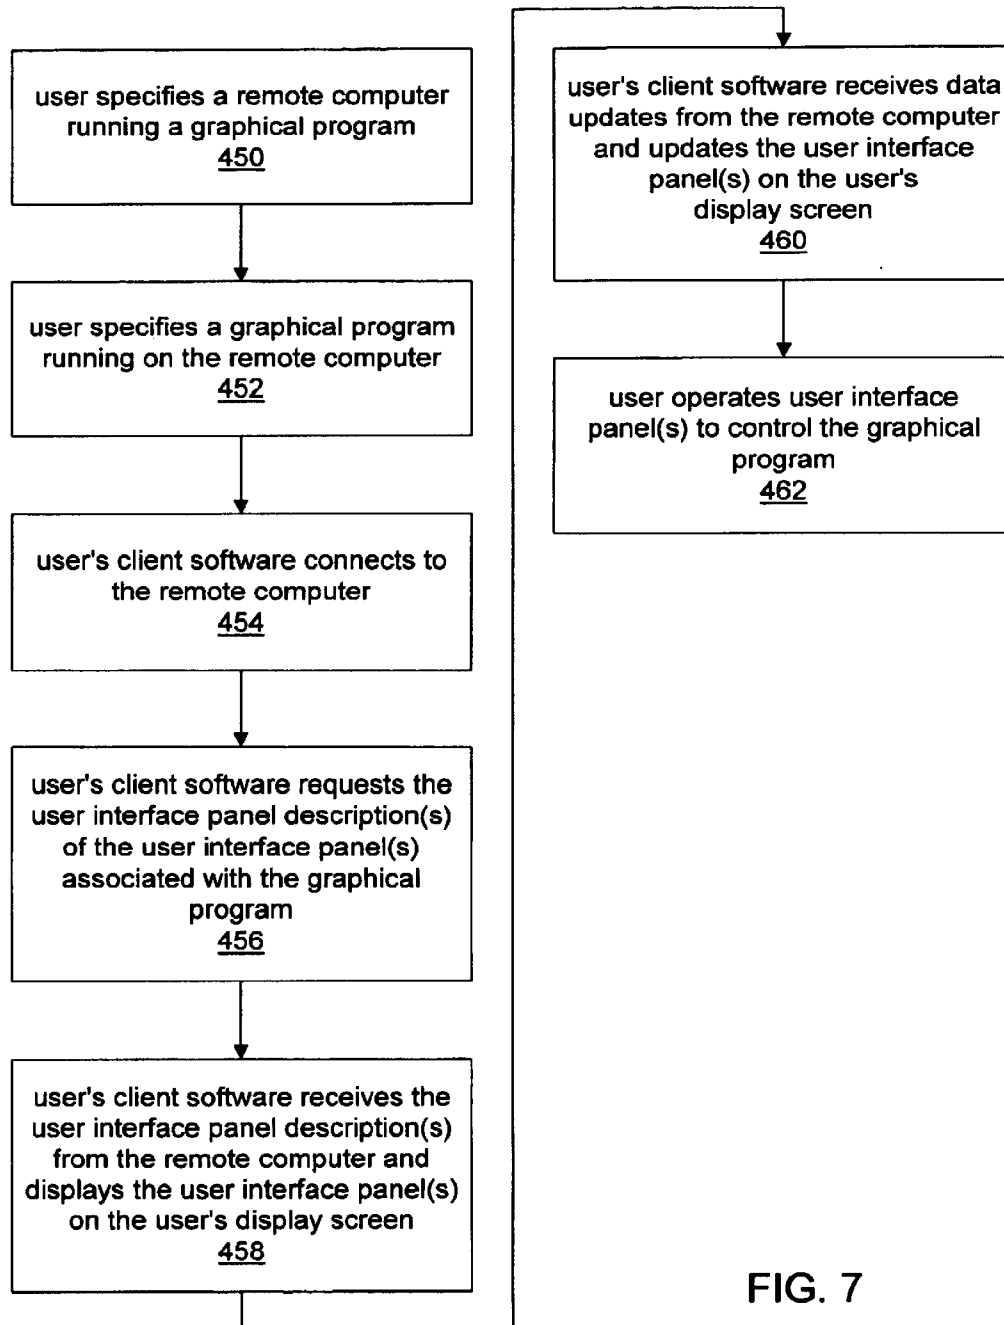 user specifies a remote computer
running a graphical program
450
user specifies a graphical program
running on the remote computer
452
user's client software connects to
the remote computer
454
user's client software requests the
user interface panel description(s)
of the user interface panel(s)
associated with the graphical
program
456
user's client software receives the
user interface panel description(s)
from the remote computer and
displays the user interface panel(s)
on the user's display screen
458
user's client software receives data
updates from the remote computer
and updates the user interface
panel(s) on the user's
display screen
460
user operates user interface
panel(s) to control the graphical
program
462
FIG. 7